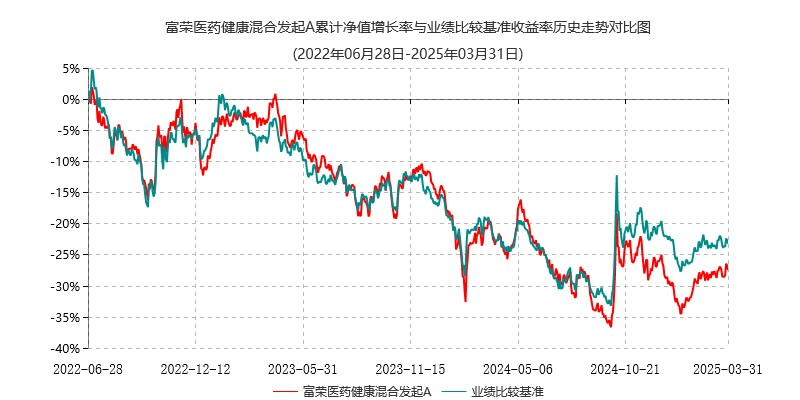 富荣医药健康混合发起A累计净值增长率与业绩比较基准收益率历史走势对比图
(2022年06月28日-2025年03月31日)
5%
0%
-5%
-10%
-15%
-20%
-25%
-30%
-35%
-40%
2022-06-28 2022-12-12 2023-05-31 2023-11-15 2024-05-06 2024-10-21 2025-03-31
富荣医药健康混合发起A 业绩比较基准